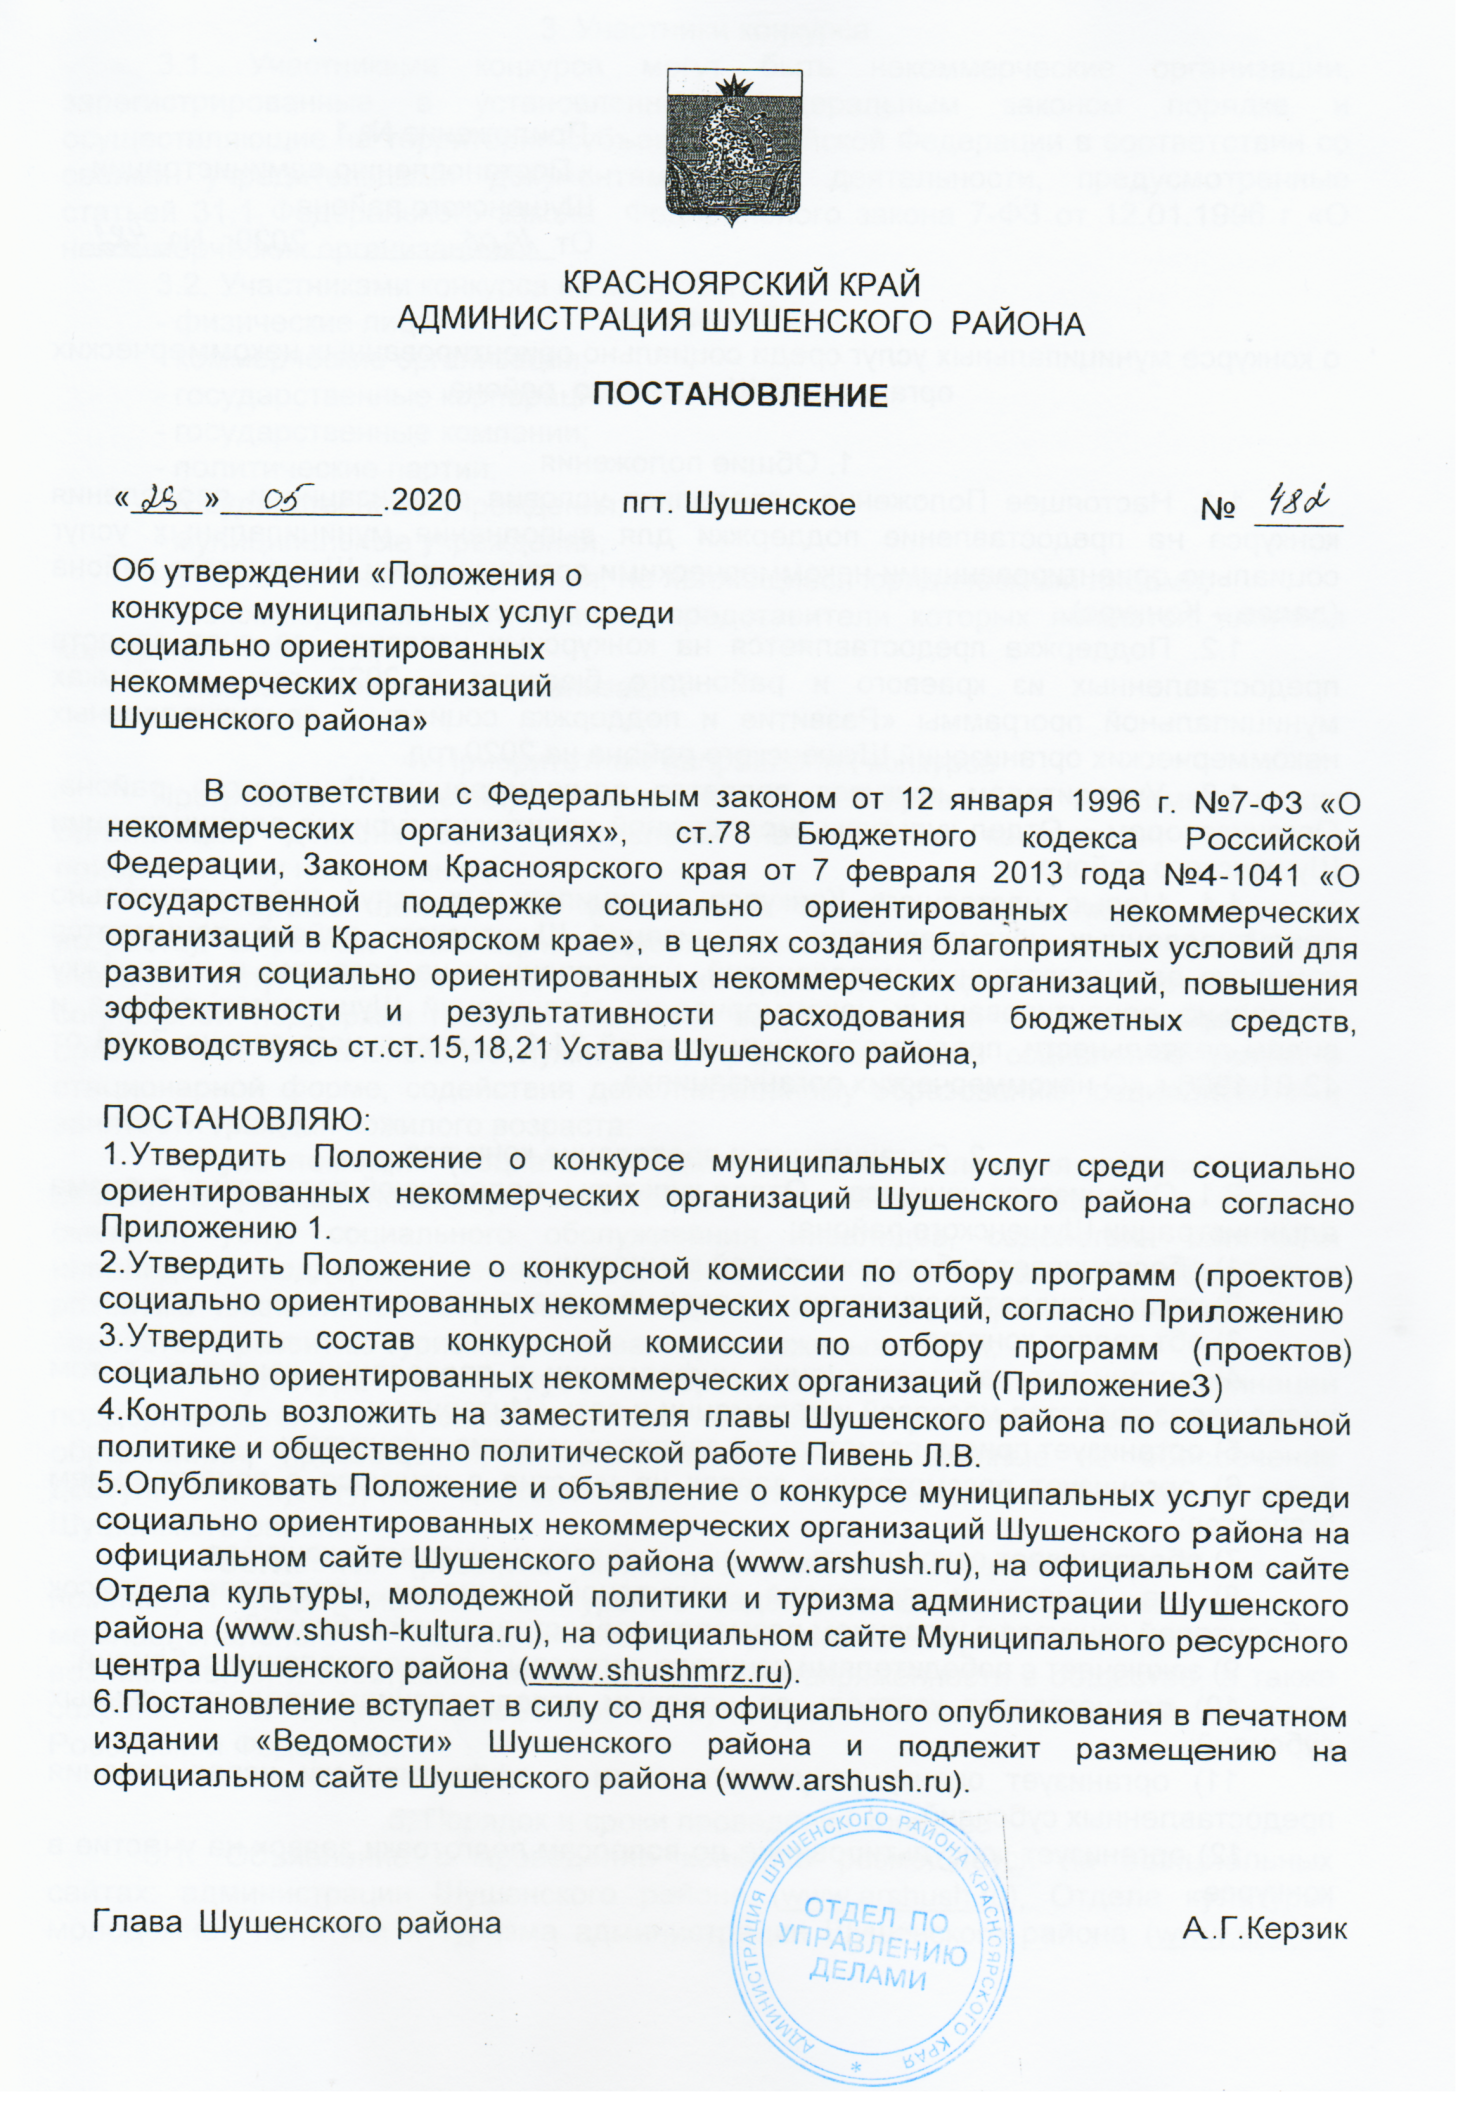 КРАСНОЯРСКИЙ КРАЙ
АДМИНИСТРАЦИЯ ШУШЕНСКОГО РАЙОНА
ПОСТАНОВЛЕНИЕ
«29» 05 .2020 пгт. Шушенское № 482
Об утверждении «Положения о
конкурсе муниципальных услуг среди
социально ориентированных
некоммерческих организаций
Шушенского района»
В соответствии с Федеральным законом от 12 января 1996 г. №7-ФЗ «О
некоммерческих организациях», ст.78 Бюджетного кодекса Российской
Федерации, Законом Красноярского края от 7 февраля 2013 года №4-1041 «О
государственной поддержке социально ориентированных некоммерческих
организаций в Красноярском крае», в целях создания благоприятных условий для
развития социально ориентированных некоммерческих организаций, повышения
эффективности и результативности расходования бюджетных средств,
руководствуясь ст.ст.15,18,21 Устава Шушенского района,
ПОСТАНОВЛЯЮ:
1.Утвердить Положение о конкурсе муниципальных услуг среди социально
ориентированных некоммерческих организаций Шушенского района согласно
Приложению 1.
2.Утвердить Положение о конкурсной комиссии по отбору программ (проектов)
социально ориентированных некоммерческих организаций, согласно Приложению
3.Утвердить состав конкурсной комиссии по отбору программ (проектов)
социально ориентированных некоммерческих организаций (Приложение3)
4.Контроль возложить на заместителя главы Шушенского района по социальной
политике и общественно политической работе Пивень Л.В.
5.Опубликовать Положение и объявление о конкурсе муниципальных услуг среди
социально ориентированных некоммерческих организаций Шушенского района на
официальном сайте Шушенского района (www.arshush.ru), на официальном сайте
Отдела культуры, молодежной политики и туризма администрации Шушенского
района (www.shush-kultura.ru), на официальном сайте Муниципального ресурсного
центра Шушенского района (www.shushmrz.ru).
6.Постановление вступает в силу со дня официального опубликования в печатном
издании «Ведомости» Шушенского района и подлежит размещению на
официальном сайте Шушенского района (www.arshush.ru).
Глава Шушенского района А.Г.Керзик
АДМИНИСТРАЦИЯ ШУШЕНСКОГО РАЙОНА КРАСНОЯРСКОГО КРАЯ *
ОТДЕЛ ПО
УПРАВЛЕНИЮ
ДЕЛАМИ